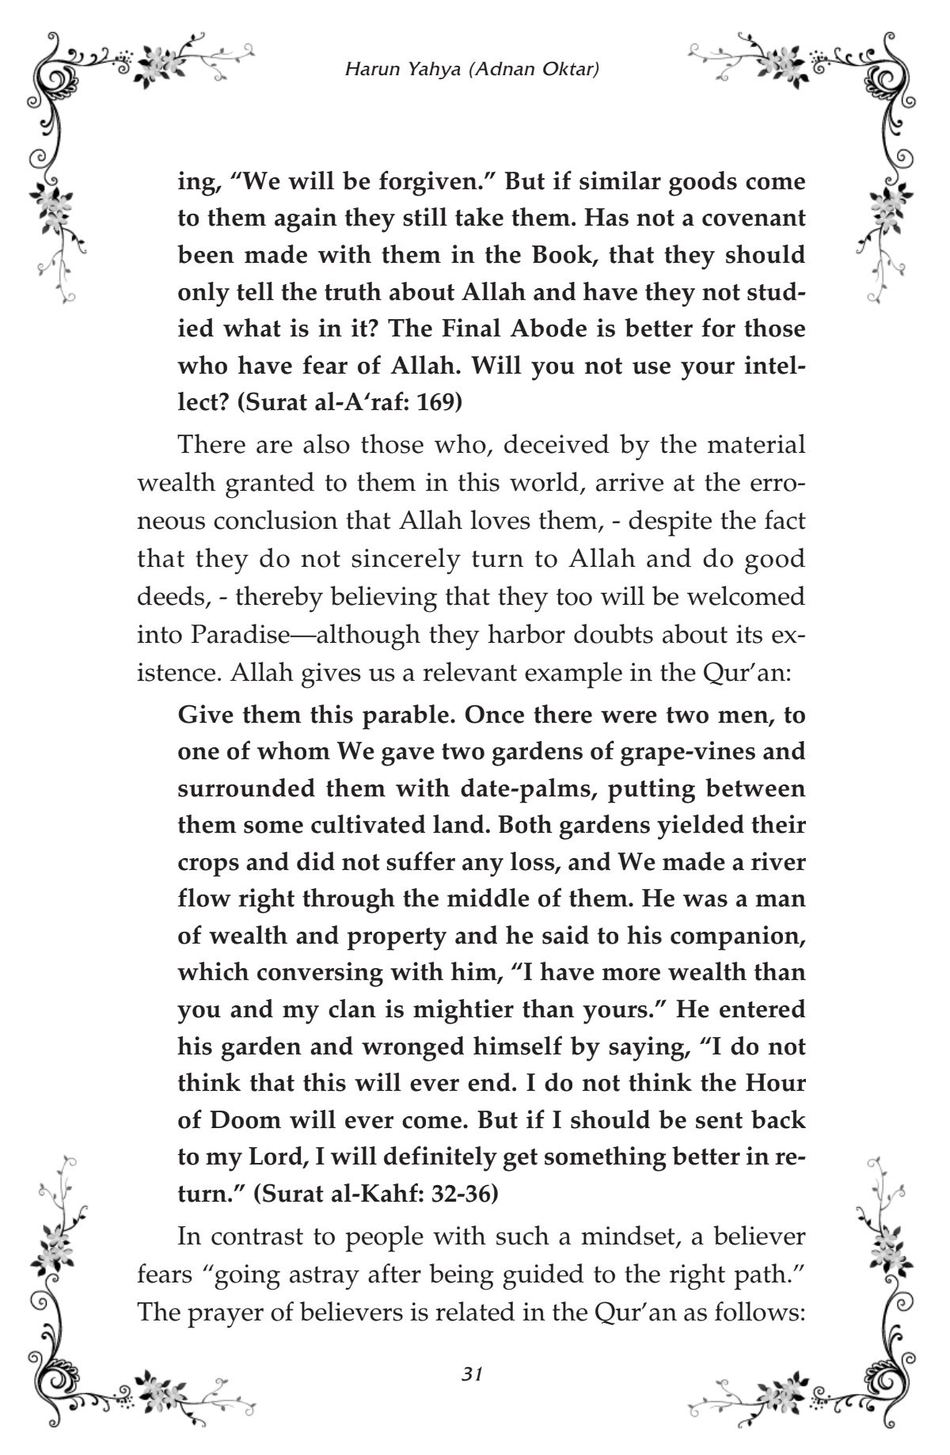 Harun Yahya (Adnan Oktar)
ing, “We will be forgiven.” But if similar goods come
to them again they still take them. Has not a covenant
been made with them in the Book, that they should
only tell the truth about Allah and have they not stud-
ied what is in it? The Final Abode is better for those
who have fear of Allah. Will you not use your intel-
lect? (Surat al-A‘raf: 169)
There are also those who, deceived by the material
wealth granted to them in this world, arrive at the erro-
neous conclusion that Allah loves them, - despite the fact
that they do not sincerely turn to Allah and do good
deeds, - thereby believing that they too will be welcomed
into Paradise—although they harbor doubts about its ex-
istence. Allah gives us a relevant example in the Qur’an:
Give them this parable. Once there were two men, to
one of whom We gave two gardens of grape-vines and
surrounded them with date-palms, putting between
them some cultivated land. Both gardens yielded their
crops and did not suffer any loss, and We made a river
flow right through the middle of them. He was a man
of wealth and property and he said to his companion,
which conversing with him, “I have more wealth than
you and my clan is mightier than yours.” He entered
his garden and wronged himself by saying, “I do not
think that this will ever end. I do not think the Hour
of Doom will ever come. But if I should be sent back
to my Lord, I will definitely get something better in re-
turn.” (Surat al-Kahf: 32-36)
In contrast to people with such a mindset, a believer
fears “going astray after being guided to the right path.”
The prayer of believers is related in the Qur’an as follows:
31